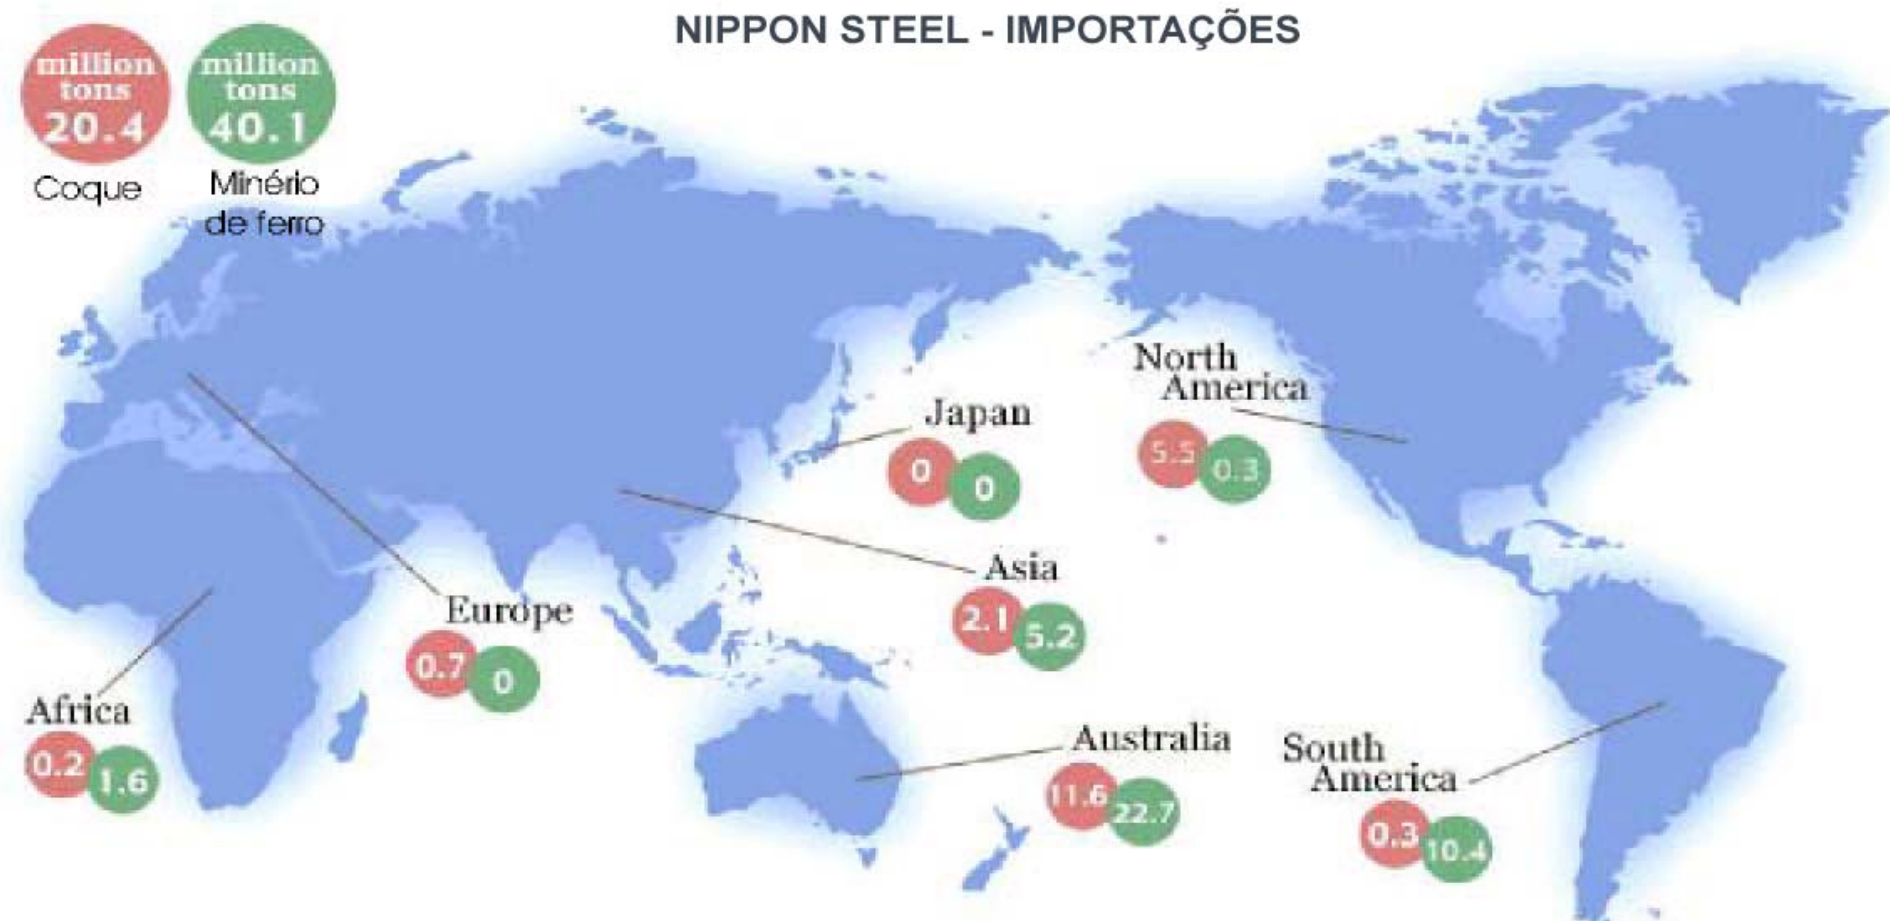 NIPPON STEEL - IMPORTAÇÕES
million
tons
20.4
million
tons
40.1
Coque
Minério
de ferro
North
America
5.5
0.3
Japan
0
0
Asia
2.1
5.2
Europe
0.7
0
Africa
0.2
1.6
Australia
11.6
22.7
South
America
0.3
10.4